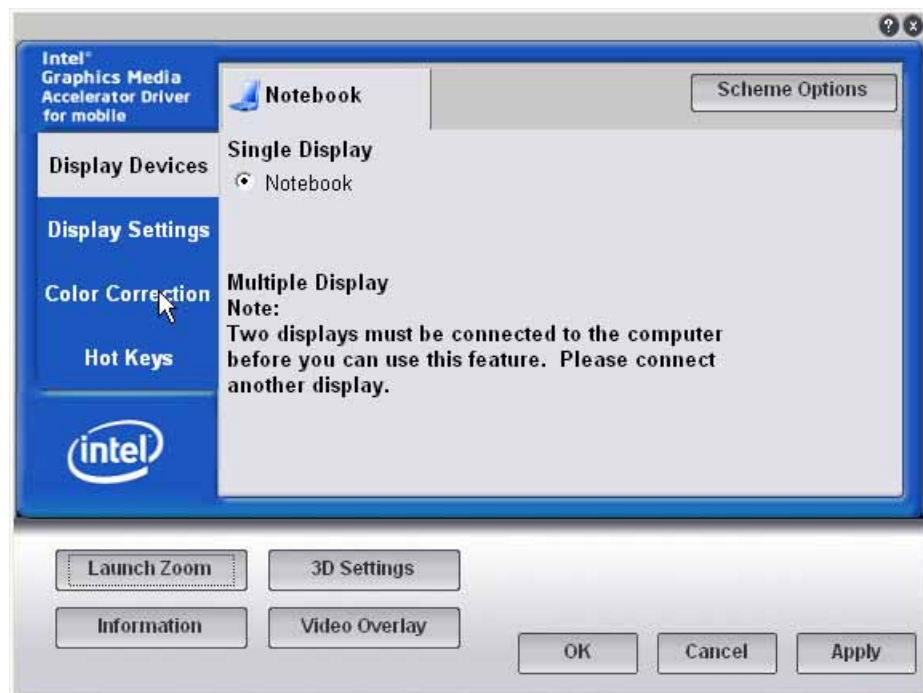 Intel®
Graphics Media
Accelerator Driver
for mobile
Notebook
Scheme Options
Display Devices
Display Settings
Color Correction
Hot Keys
intel
Single Display
Notebook
Multiple Display
Note:
Two displays must be connected to the computer
before you can use this feature. Please connect
another display.
Launch Zoom
3D Settings
Information
Video Overlay
OK
Cancel
Apply